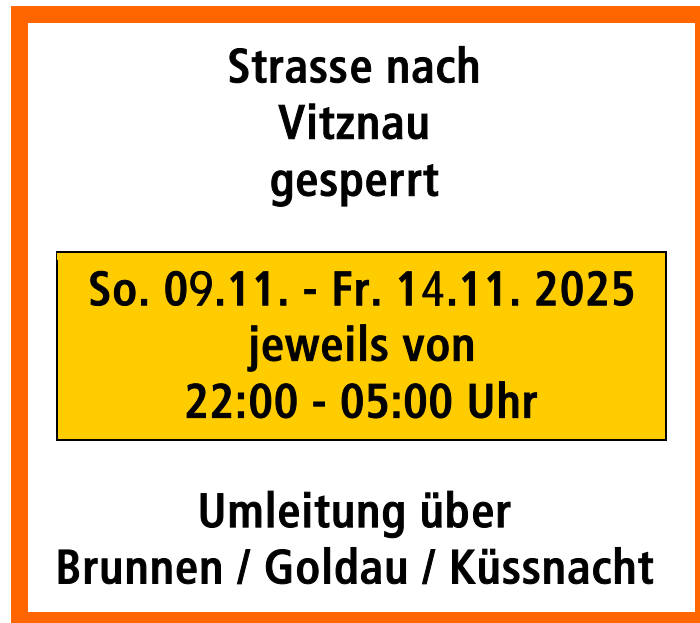 Strasse nach
Vitznau
gesperrt
So. 09.11. - Fr. 14.11. 2025
jeweils von
22:00 - 05:00 Uhr
Umleitung über
Brunnen / Goldau / Küssnacht